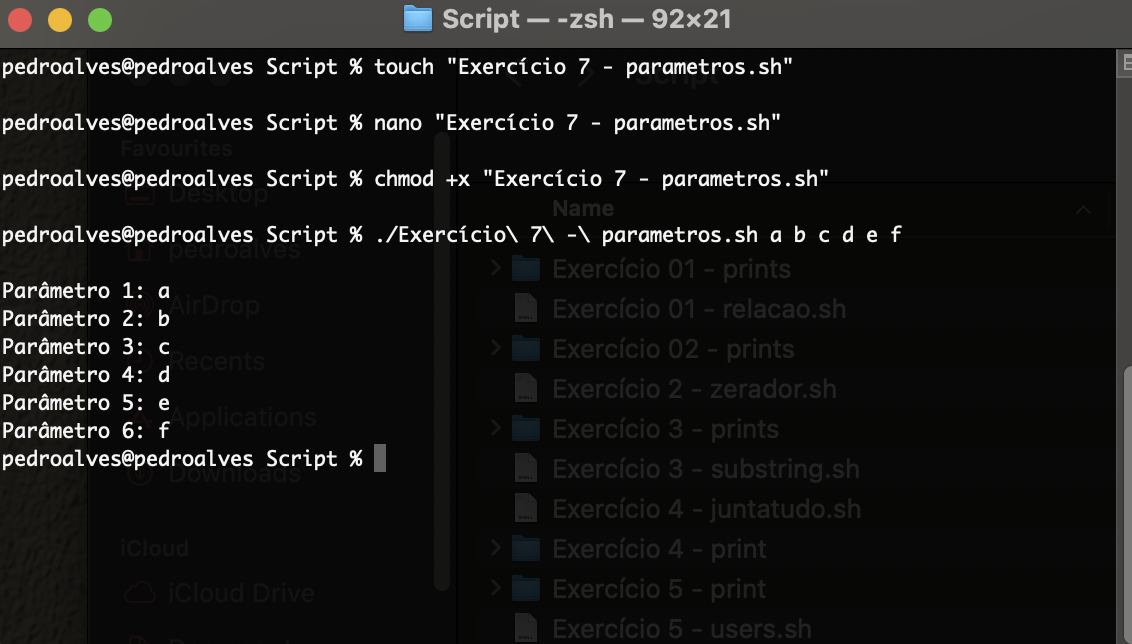 Script — -zsh — 92×21
pedroalves@pedroalves Script % touch "Exercício 7 - parametros.sh"
pedroalves@pedroalves Script % nano "Exercício 7 - parametros.sh"
Favourites
pedroalves@pedroalves Script % chmod +x "Exercício 7 - parametros.sh"
Desktop
Name
pedroalves@pedroalves Script % ./Exercício\ 7\ -\ parametros.sh a b c d e f
pedroalves
Exercício 01 - prints
Parâmetro 1: a
AirDrop
Exercício 01 - relacao.sh
Parâmetro 2: b
Parâmetro 3: c
Exercício 02 - prints
Recents
Parâmetro 4: d
Exercício 2 - zerador.sh
Parâmetro 5: e
Applications
Exercício 3 - prints
Parâmetro 6: f
pedroalves@pedroalves Script %
Downloads
Exercício 3 - substring.sh
Exercício 4 - juntatudo.sh
iCloud
Exercício 4 - print
iCloud Drive
Exercício 5 - print
Exercício 5 - users.sh